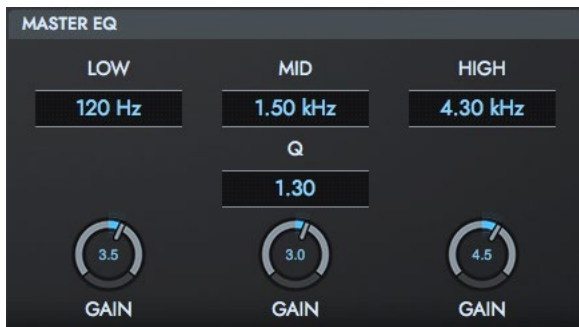 MASTER EQ
LOW MID HIGH
120 Hz 1.50 kHz 4.30 kHz
Q
1.30
3.5 3.0 4.5
GAIN GAIN GAIN